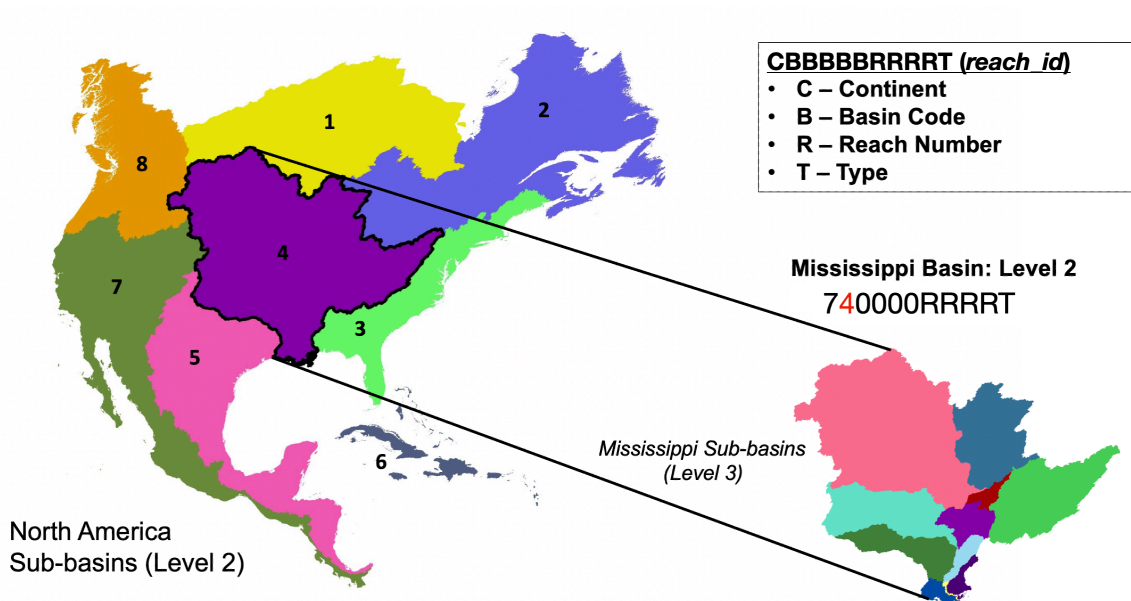 CBBBBBRRRRT (reach_id)
• C – Continent
• B – Basin Code
• R – Reach Number
• T – Type
1
2
8
4
7
3
5
6
Mississippi Basin: Level 2
740000RRRRT
Mississippi Sub-basins
(Level 3)
North America
Sub-basins (Level 2)